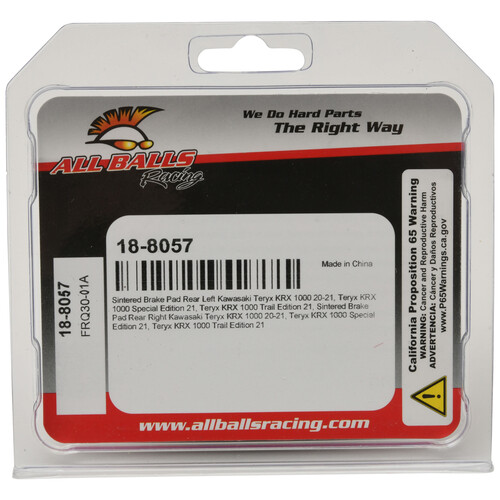 We Do Hard Parts
The Right Way
ALL BALLS
Racing
18-8057
Made in China
Sintered Brake Pad Rear Left Kawasaki Teryx KRX 1000 20-21, Teryx KRX
1000 Special Edition 21, Teryx KRX 1000 Trail Edition 21, Sintered Brake
Pad Rear Right Kawasaki Teryx KRX 1000 20-21, Teryx KRX 1000 Special
Edition 21, Teryx KRX 1000 Trail Edition 21
18-8057
FRQ30-01A
California Proposition 65 Warning
WARNING: Cancer and Reproductive Harm
ADVERTENCIA: Cáncer y Daños Reproductivos
www.P65Warnings.ca.gov
www.allballsracing.com